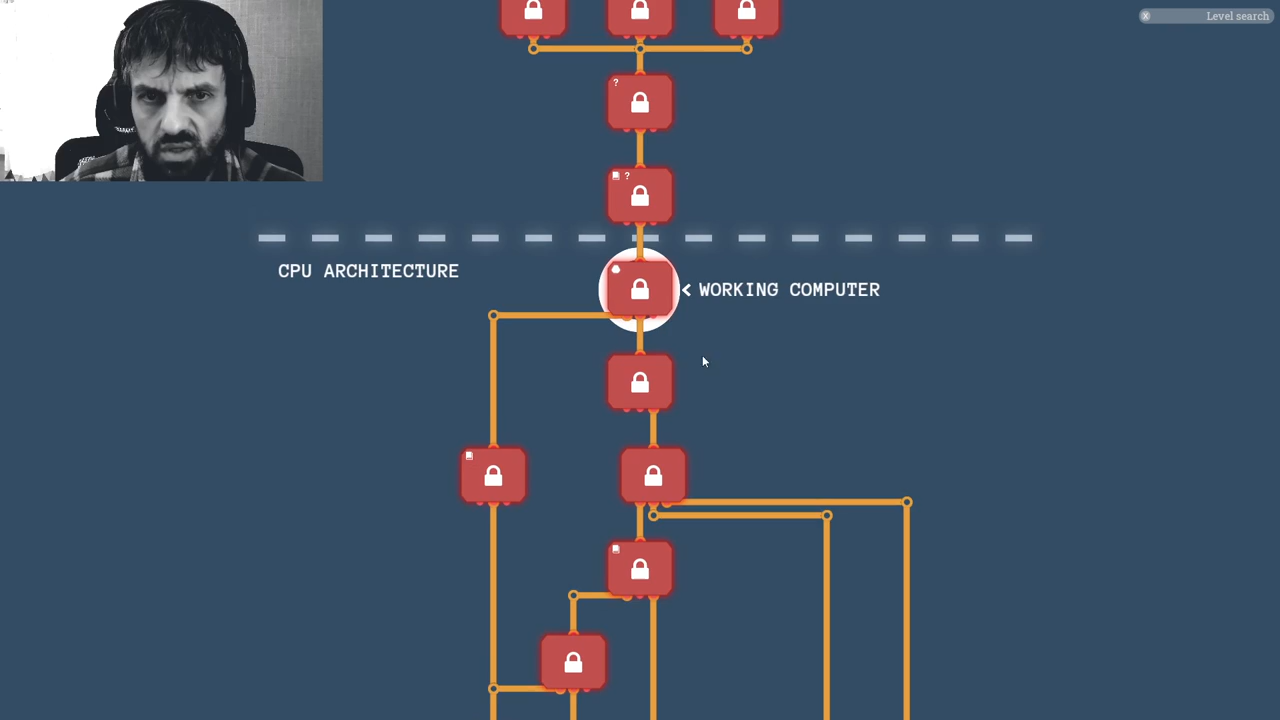 Level search
?
?
CPU ARCHITECTURE
< WORKING COMPUTER